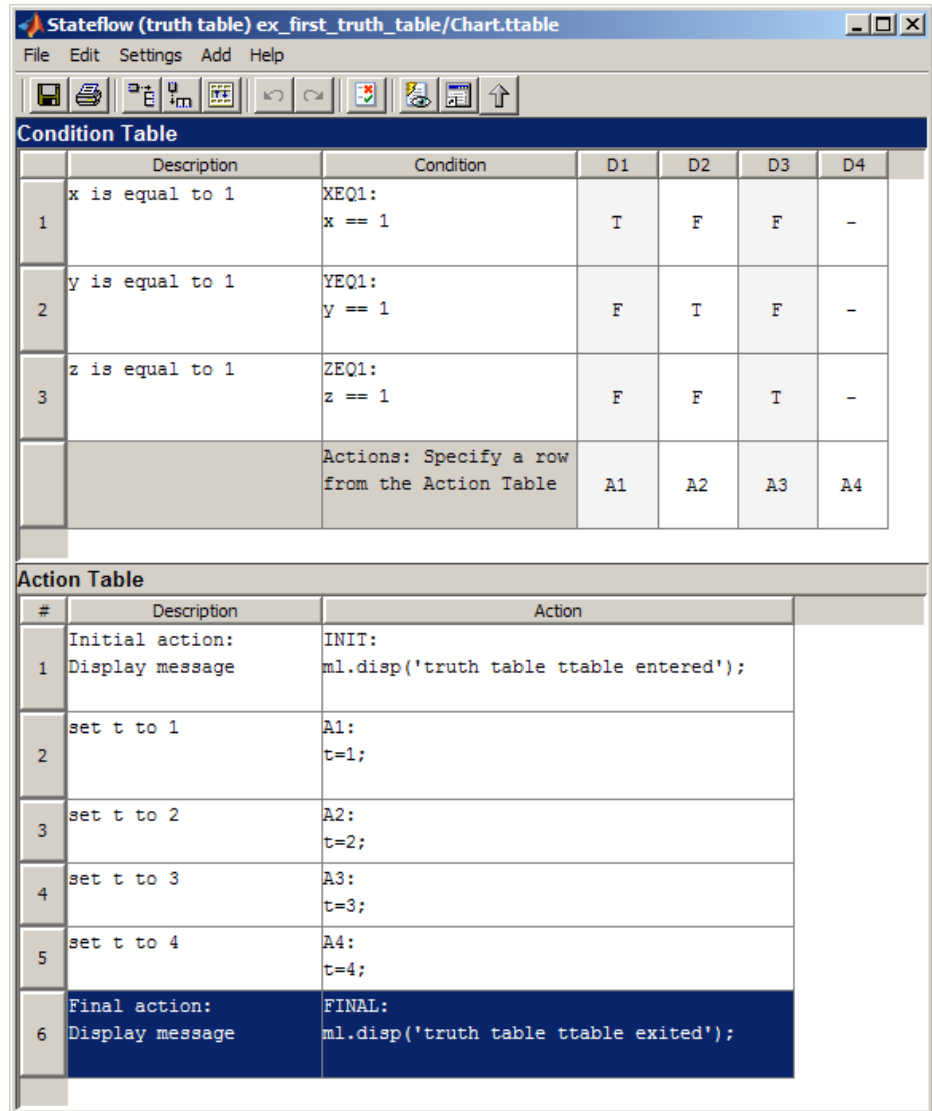 Stateflow (truth table) ex_first_truth_table/Chart.ttable
File Edit Settings Add Help
Condition Table
Description Condition D1 D2 D3 D4
1
x is equal to 1
XEQ1:
x == 1
T F F -
2
y is equal to 1
YEQ1:
y == 1
F T F -
3
z is equal to 1
ZEQ1:
z == 1
F F T -
Actions: Specify a row
from the Action Table
A1 A2 A3 A4
Action Table
# Description Action
1
Initial action:
Display message
INIT:
ml.disp('truth table ttable entered');
2
set t to 1
A1:
t=1;
3
set t to 2
A2:
t=2;
4
set t to 3
A3:
t=3;
5
set t to 4
A4:
t=4;
6
Final action:
Display message
FINAL:
ml.disp('truth table ttable exited');